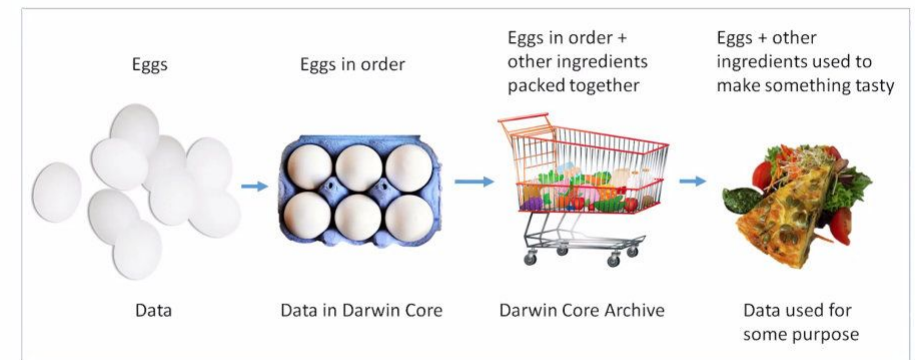 Eggs
Eggs in order
Eggs in order +
other ingredients
packed together
Eggs + other
ingredients used to
make something tasty
Data
Data in Darwin Core
Darwin Core Archive
Data used for
some purpose